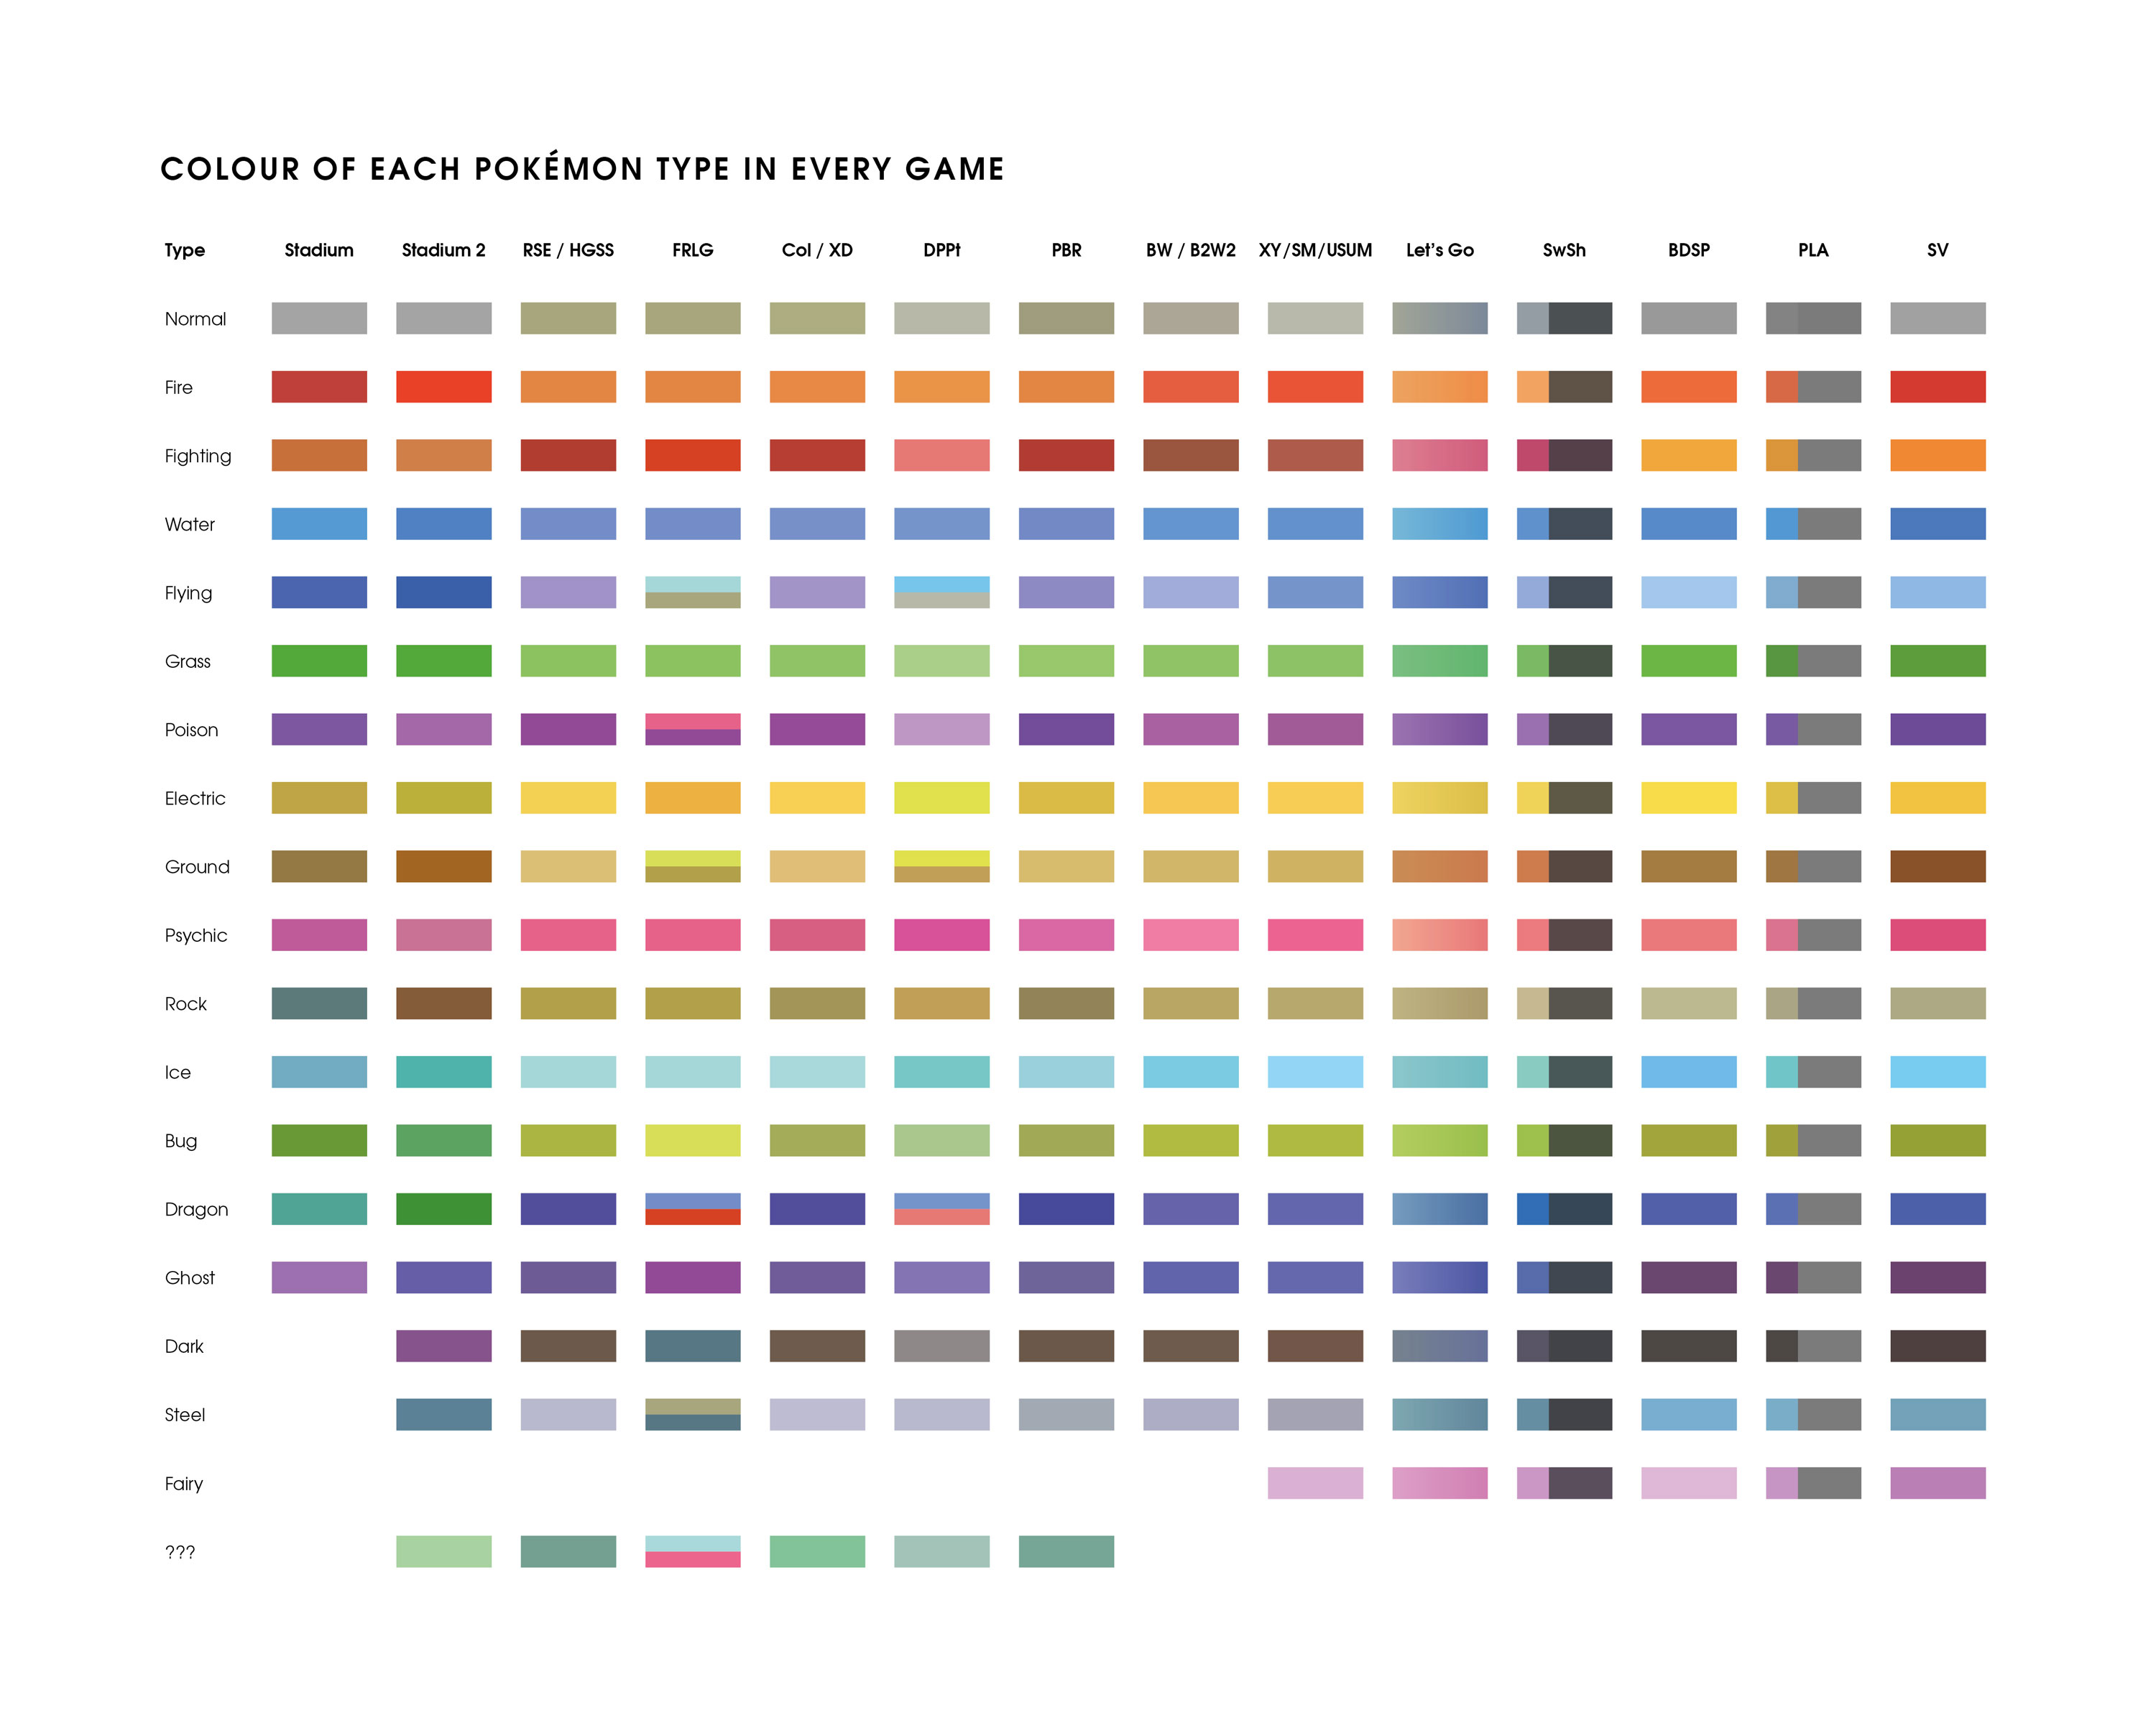 COLOUR OF EACH POKÉMON TYPE IN EVERY GAME
Type Stadium Stadium 2 RSE / HGSS FRLG Col / XD DPPt PBR BW / B2W2 XY/SM/USUM Let's Go SwSh BDSP PLA SV
Normal
Fire
Fighting
Water
Flying
Grass
Poison
Electric
Ground
Psychic
Rock
Ice
Bug
Dragon
Ghost
Dark
Steel
Fairy
???